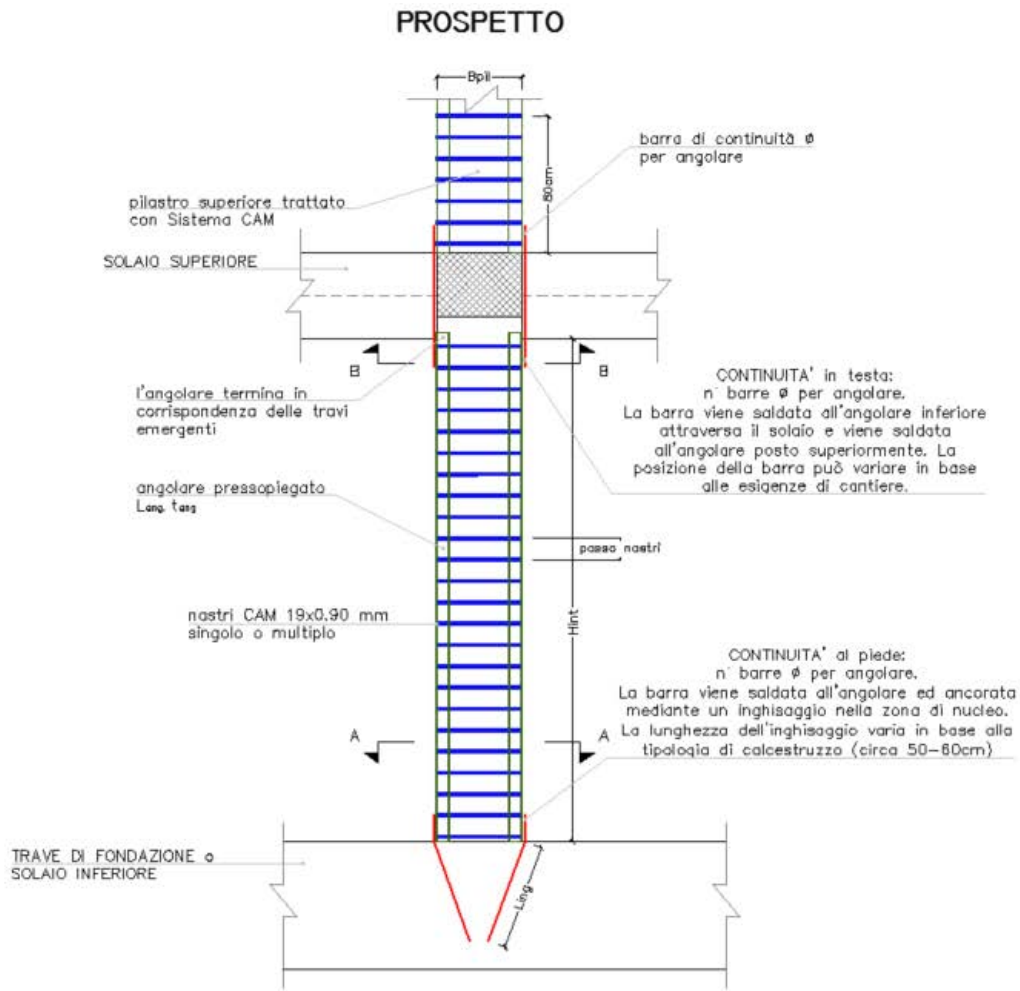 PROSPETTO
Bpil
barra di continuità ø
per angolare
80cm
pilastro superiore trattato
con Sistema CAM
SOLAIO SUPERIORE
B
B
l'angolare termina in
corrispondenza delle travi
emergenti
CONTINUITA' in testa:
n° barre ø per angolare.
La barra viene saldata all'angolare inferiore
attraversa il solaio e viene saldata
all'angolare posto superiormente. La
posizione della barra può variare in base
alle esigenze di cantiere.
angolare pressopiegato
Lang, tang
passo nastri
nastri CAM 19x0.90 mm
singolo o multiplo
Hint
CONTINUITA' al piede:
n° barre ø per angolare.
La barra viene saldata all'angolare ed ancorata
mediante un inghisaggio nella zona di nucleo.
La lunghezza dell'inghisaggio varia in base alla
tipologia di calcestruzzo (circa 50-60cm)
A
A
TRAVE DI FONDAZIONE o
SOLAIO INFERIORE
Ling